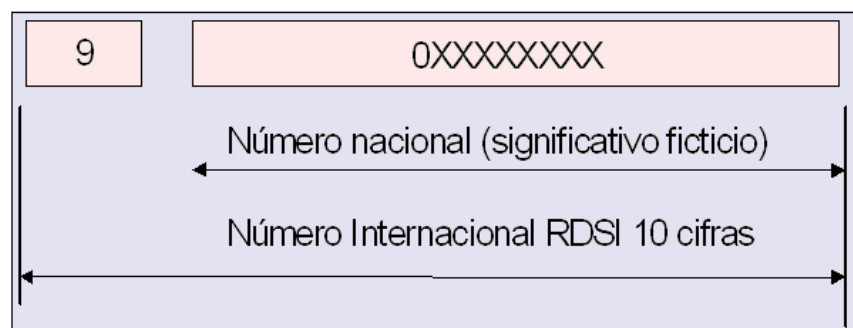 9 0XXXXXXXX
Número nacional (significativo ficticio)
Número Internacional RDSI 10 cifras